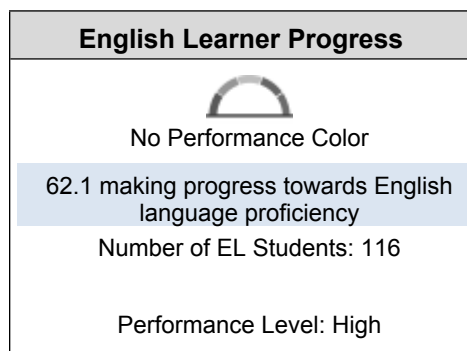 English Learner Progress
No Performance Color
62.1 making progress towards English
language proficiency
Number of EL Students: 116
Performance Level: High